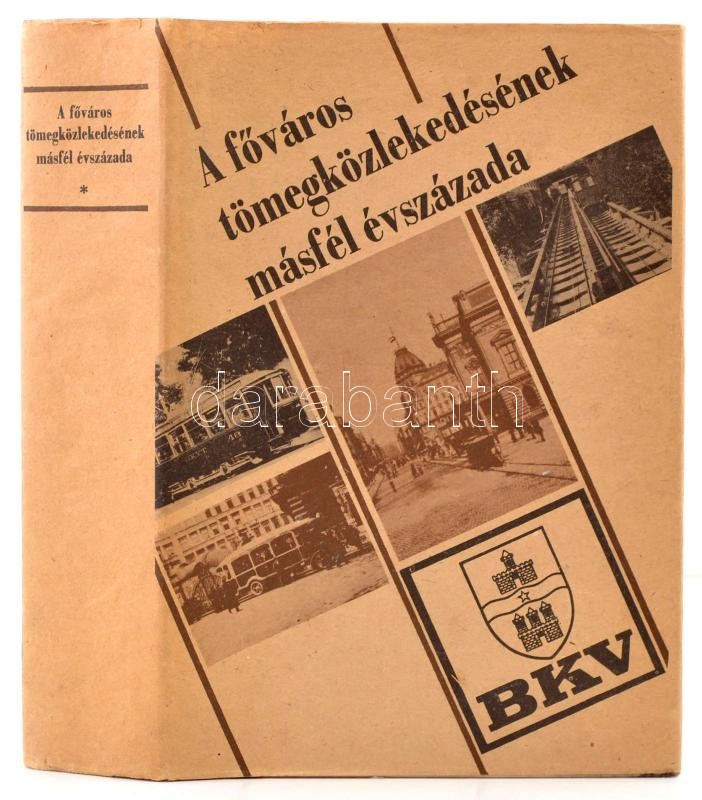 A főváros
tömegközlekedésének
másfél évszázada
*
A főváros
tömegközlekedésének
másfél évszázada
darabanth
BKV